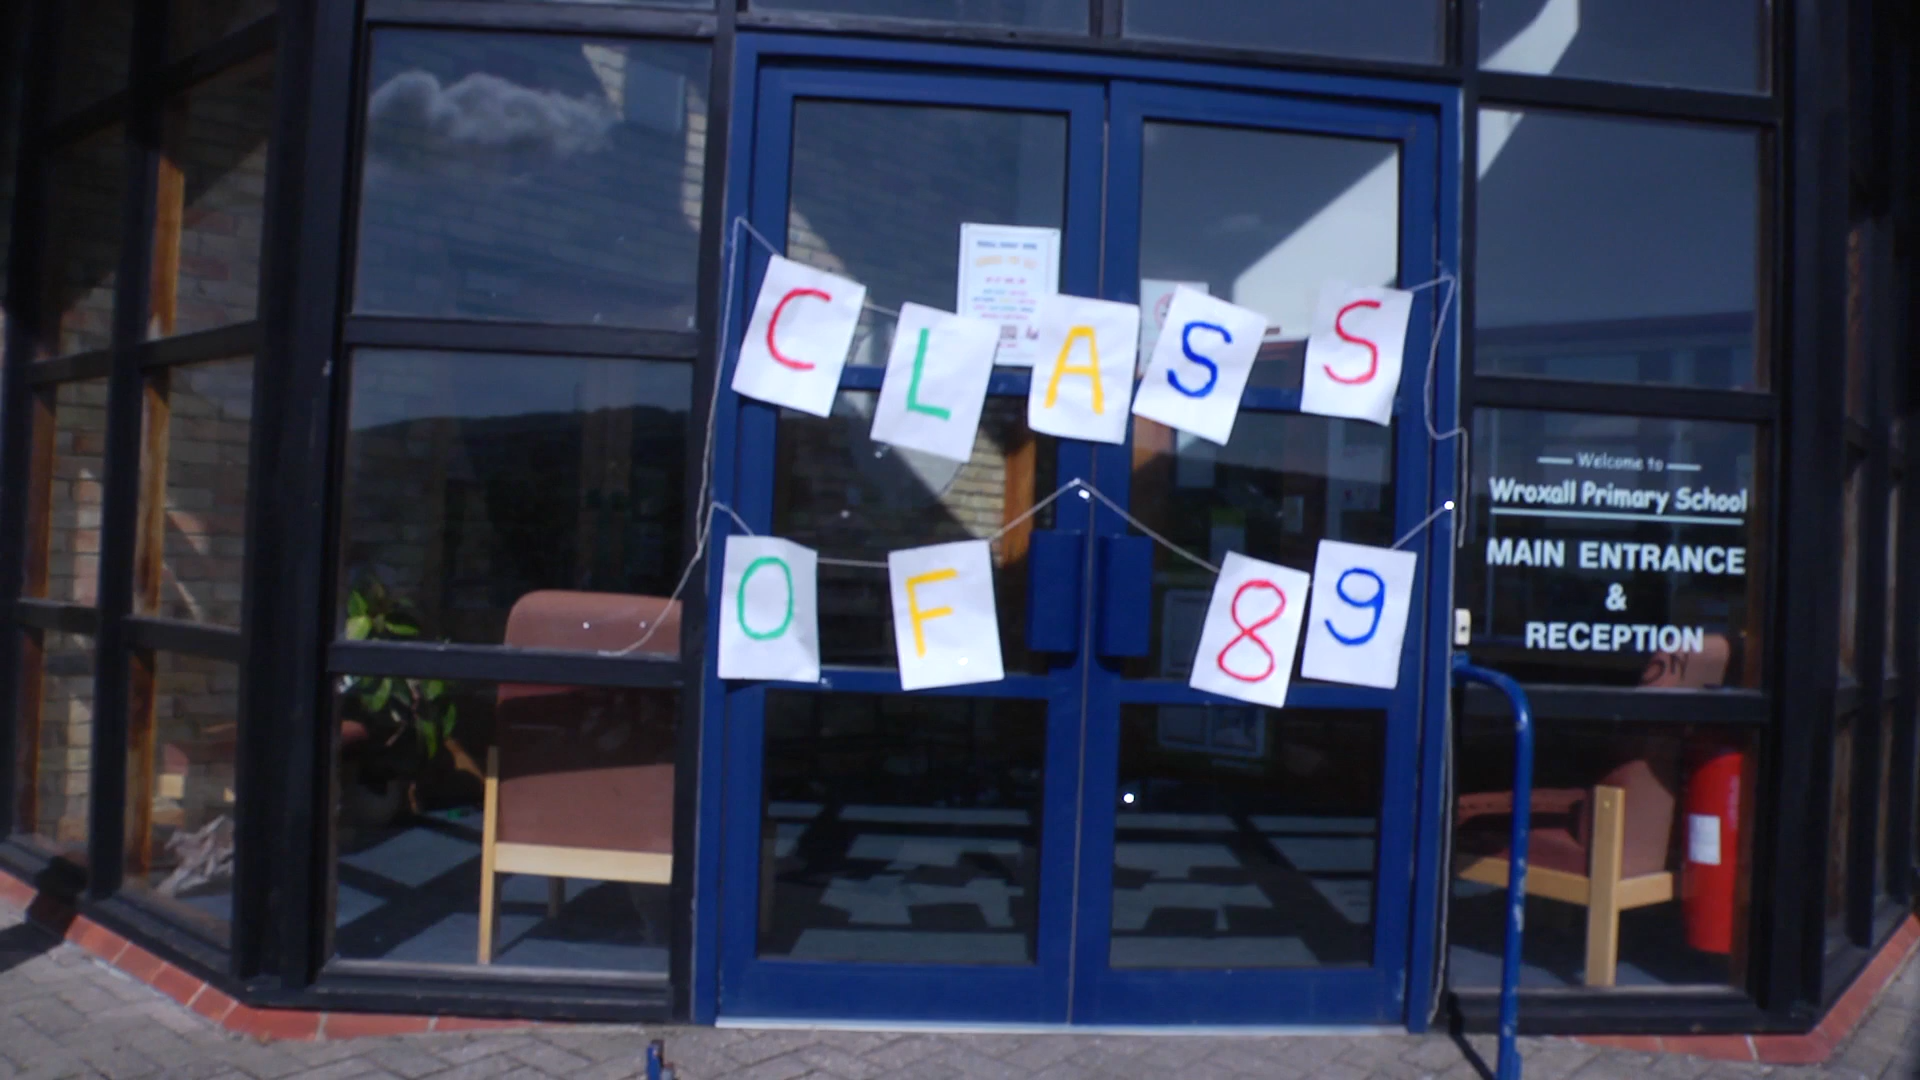 CLASS
OF 89
Welcome to
Wroxall Primary School
MAIN ENTRANCE
&
RECEPTION